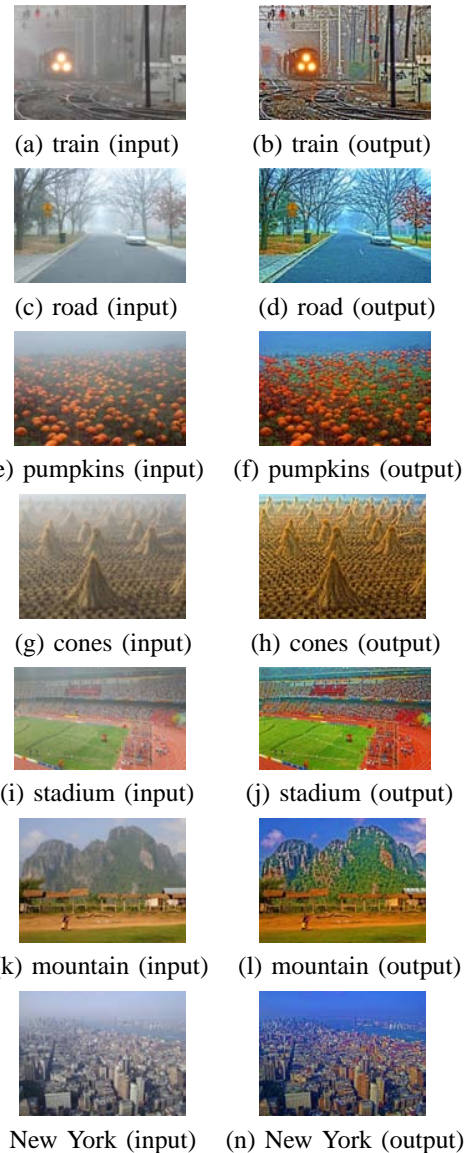 (a) train (input) (b) train (output)
(c) road (input) (d) road (output)
e) pumpkins (input) (f) pumpkins (output)
(g) cones (input) (h) cones (output)
(i) stadium (input) (j) stadium (output)
k) mountain (input) (l) mountain (output)
New York (input) (n) New York (output)